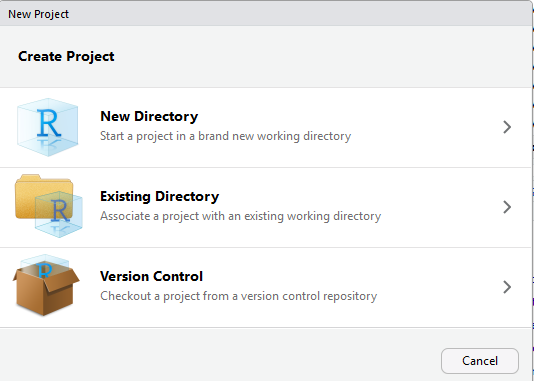 New Project
Create Project
New Directory
Start a project in a brand new working directory
Existing Directory
Associate a project with an existing working directory
Version Control
Checkout a project from a version control repository
Cancel